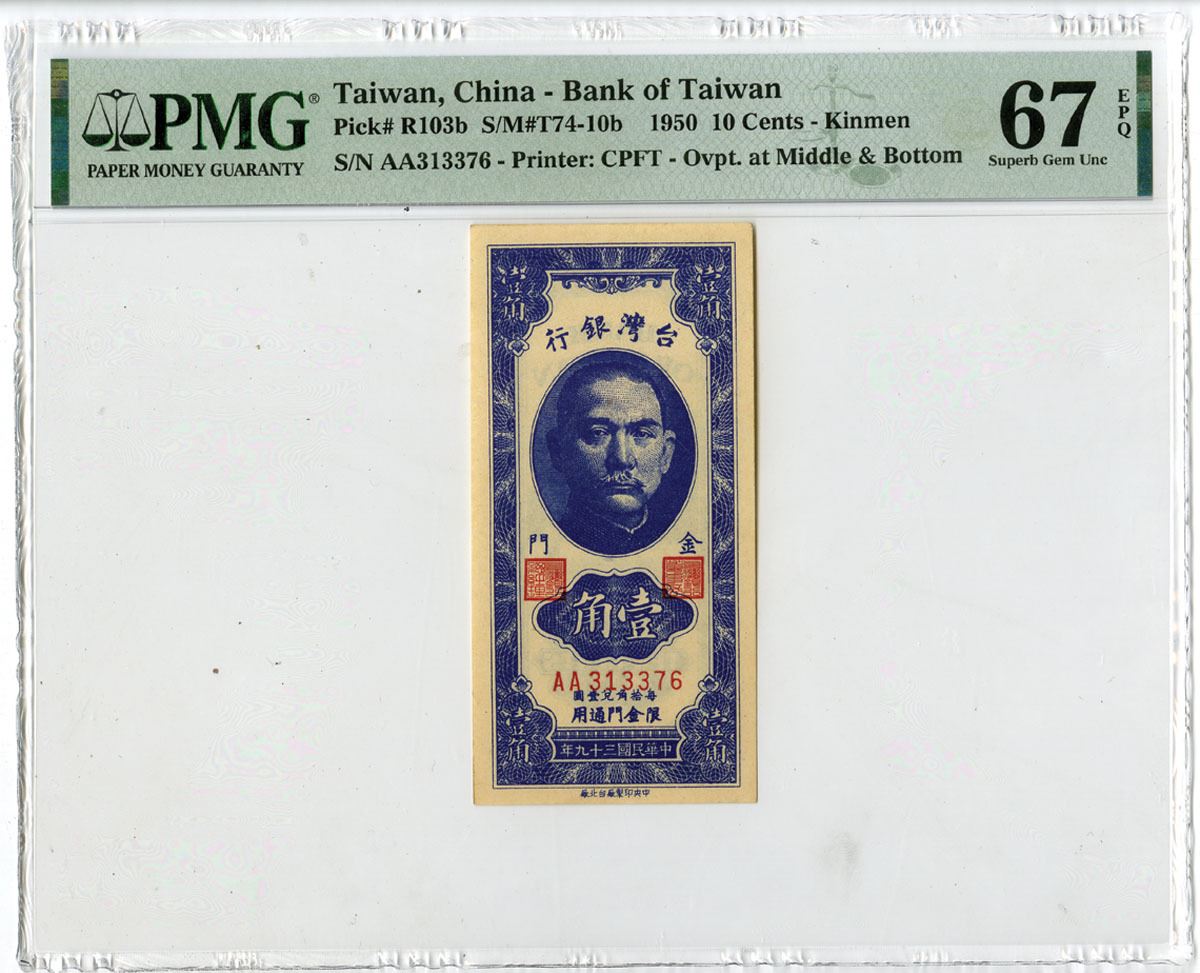 PMG®
PAPER MONEY GUARANTY
Taiwan, China - Bank of Taiwan
Pick# R103b S/M#T74-10b 1950 10 Cents - Kinmen
S/N AA313376 - Printer: CPFT - Ovpt. at Middle & Bottom
67 EPQ
Superb Gem Unc
壹角 壹角
行銀灣台
門 金
角壹
AA313376
圓壹兌角拾每
用通門金限
壹角 壹角
年九十三國民華中
廠北台廠製印央中